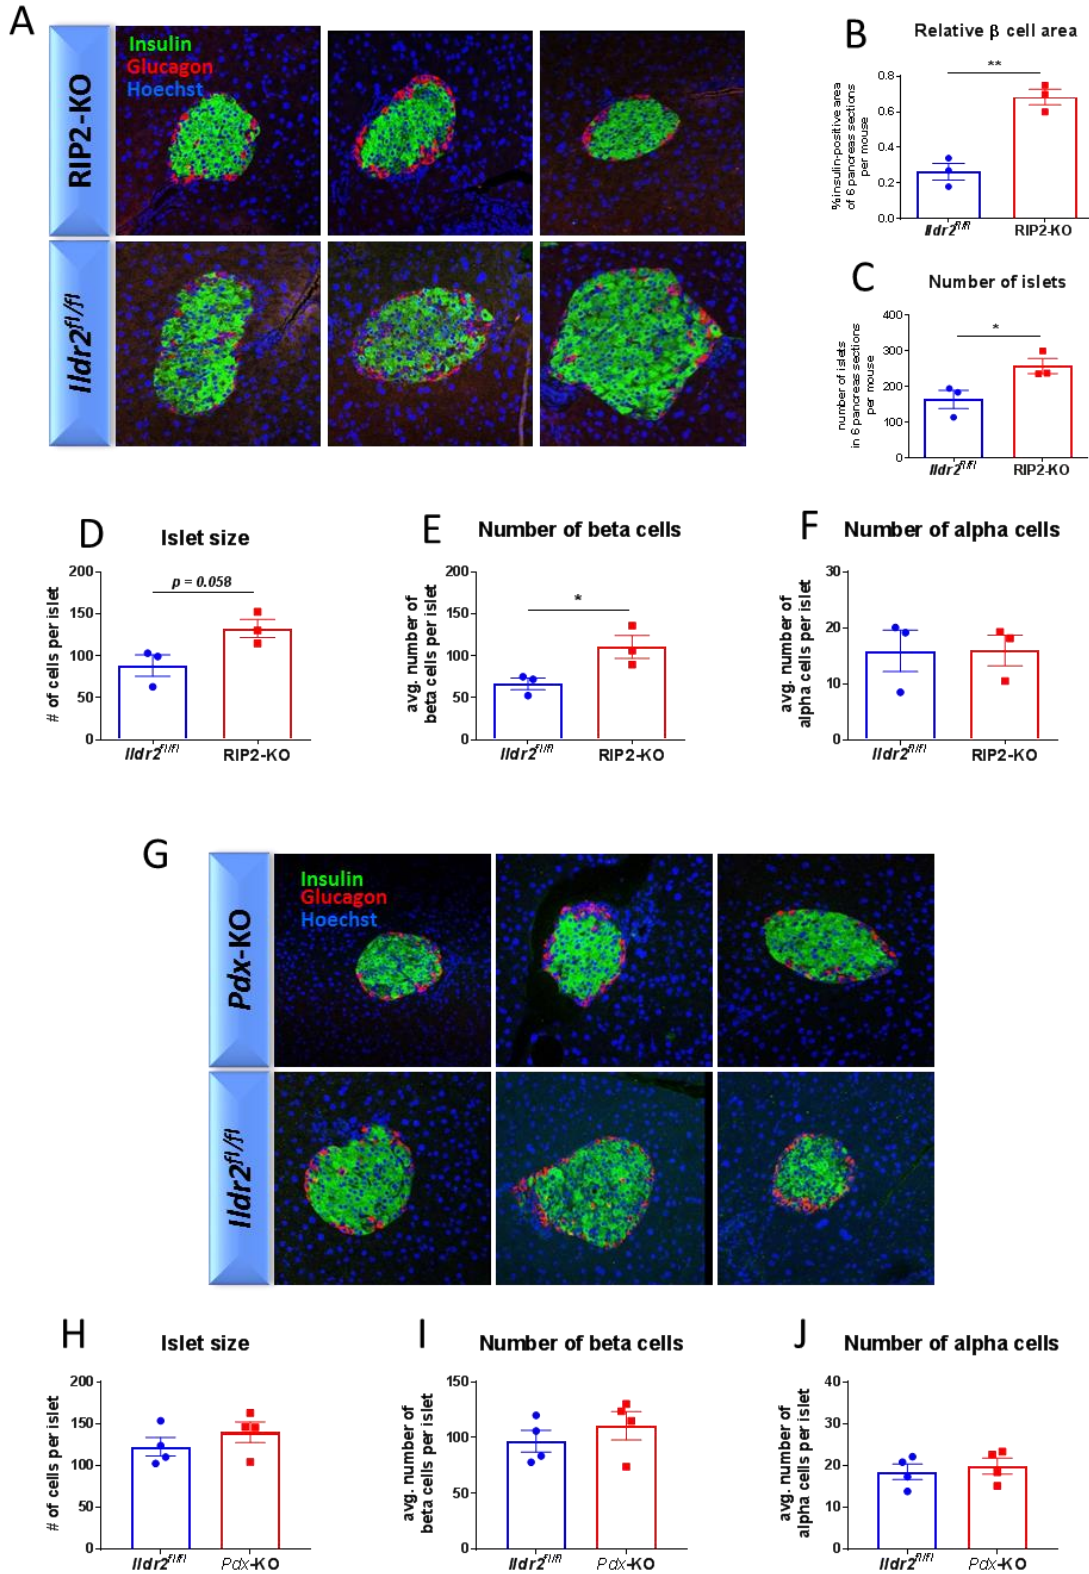 A
RIP2-KO
Insulin
Glucagon
Hoechst
Ildr2fl/fl
B
Relative β cell area
**
%insulin-positive area
of 6 pancreas sections
per mouse
0.8
0.6
0.4
0.2
0.0
Ildr2fl/fl
RIP2-KO
C
Number of islets
*
number of islets
in 6 pancreas sections
per mouse
400
300
200
100
0
Ildr2fl/fl
RIP2-KO
D
Islet size
p = 0.058
# of cells per islet
200
150
100
50
0
Ildr2fl/fl
RIP2-KO
E
Number of beta cells
*
avg. number of
beta cells per islet
200
150
100
50
0
Ildr2fl/fl
RIP2-KO
F
Number of alpha cells
avg. number of
alpha cells per islet
30
20
10
0
Ildr2fl/fl
RIP2-KO
G
Pdx-KO
Insulin
Glucagon
Hoechst
Ildr2fl/fl
H
Islet size
# of cells per islet
200
150
100
50
0
Ildr2fl/fl
Pdx-KO
I
Number of beta cells
avg. number of
beta cells per islet
150
100
50
0
Ildr2fl/fl
Pdx-KO
J
Number of alpha cells
avg. number of
alpha cells per islet
40
30
20
10
0
Ildr2fl/fl
Pdx-KO